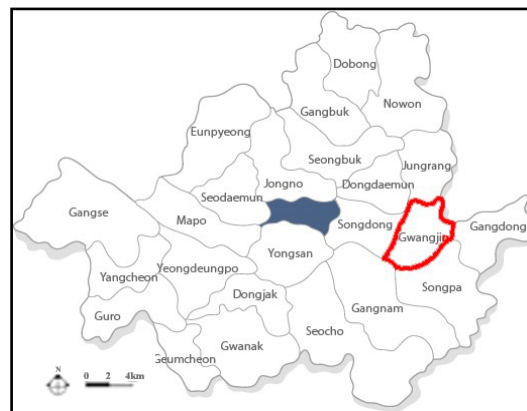 Dobong
Nowon
Gangbuk
Eunpyeong
Seongbuk
Jungrang
Jongno
Dongdaemun
Seodaemun
Gangse
Mapo
Songdong
Gwangjin
Gangdong
Yongsan
Yangcheon
Yeongdeungpo
Songpa
Dongjak
Gangnam
Guro
Seocho
Gwanak
Geumcheon
N
0 2 4km